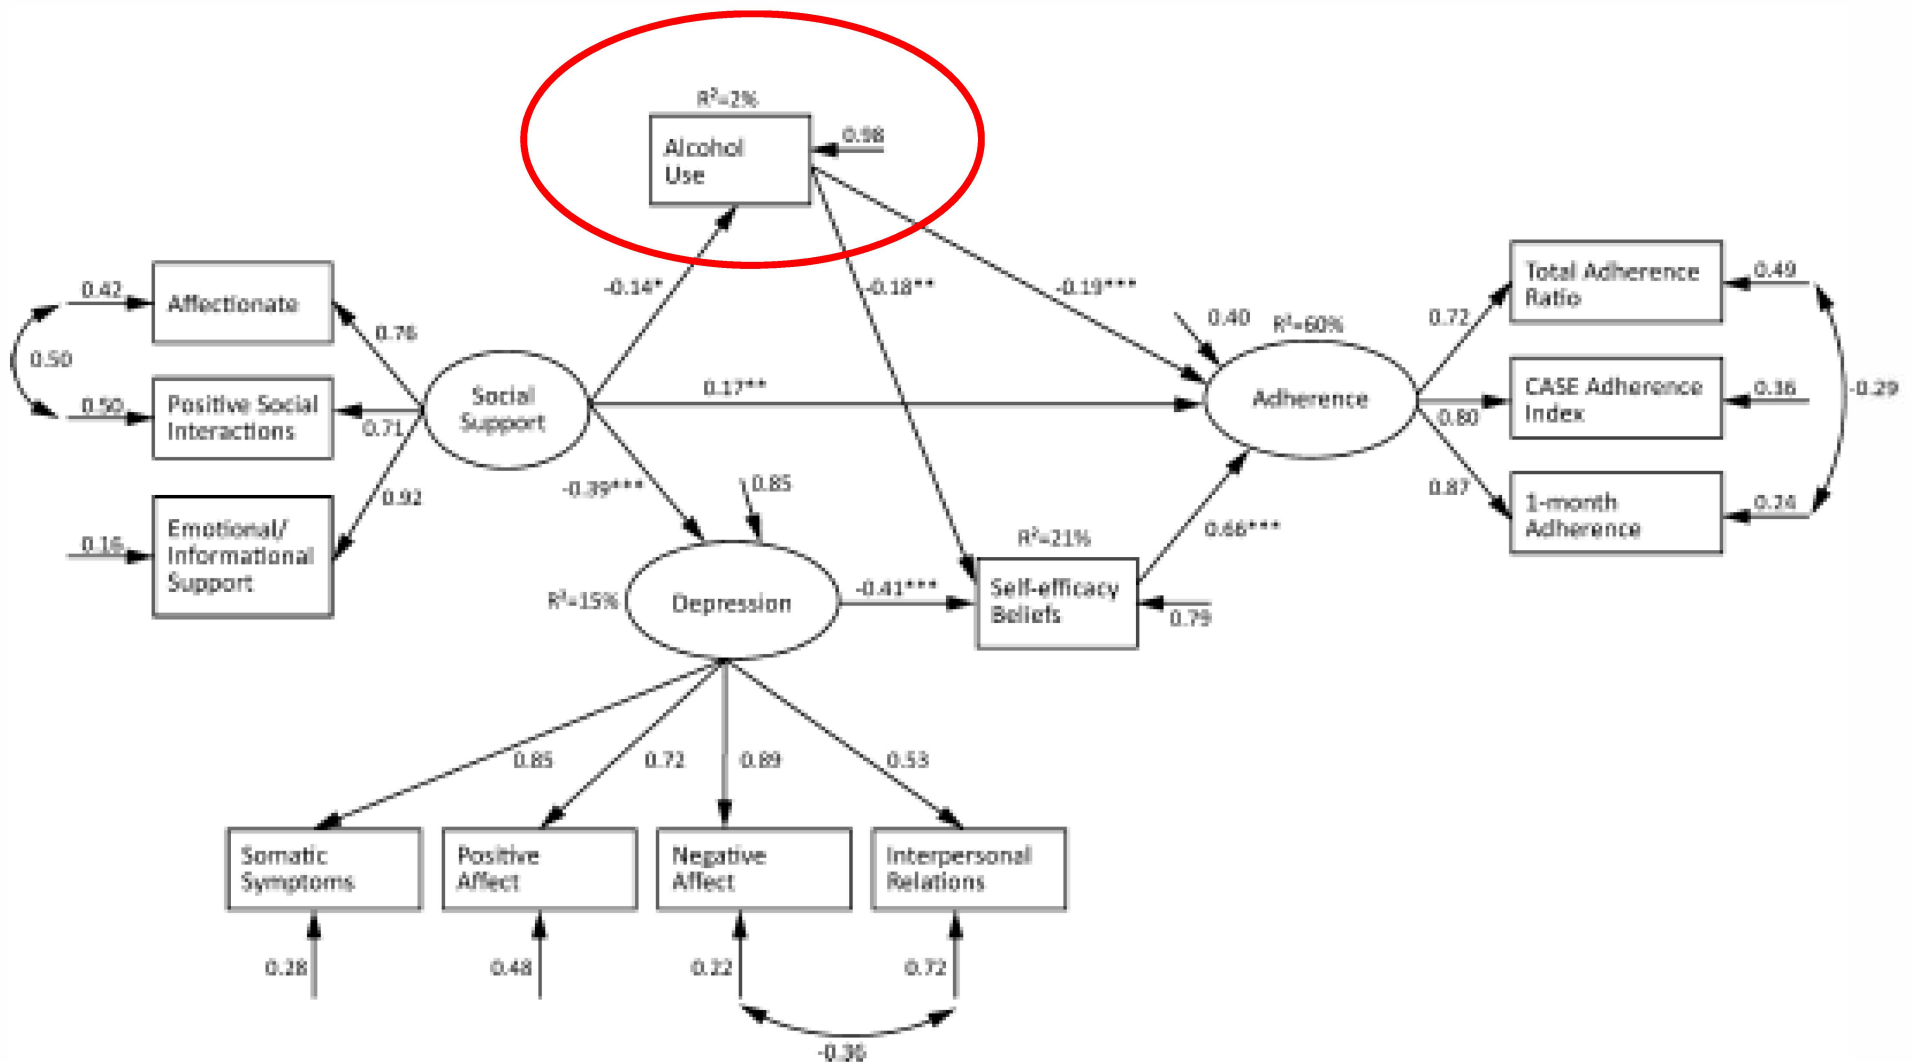 R²=2%
Alcohol
Use
0.98
-0.14*
-0.18**
-0.19***
0.42
Affectionate
0.76
0.50
0.50
Positive Social
Interactions
0.71
Social
Support
0.17**
0.92
0.16
Emotional/
Informational
Support
-0.39***
0.85
R²=15%
Depression
-0.41***
R²=21%
Self-efficacy
Beliefs
0.79
0.66***
0.40
R²=60%
Adherence
0.72
Total Adherence
Ratio
0.49
0.80
CASE Adherence
Index
0.36
-0.29
0.87
1-month
Adherence
0.24
0.85
0.72
0.89
0.53
Somatic
Symptoms
Positive
Affect
Negative
Affect
Interpersonal
Relations
0.28
0.48
0.22
0.72
-0.36